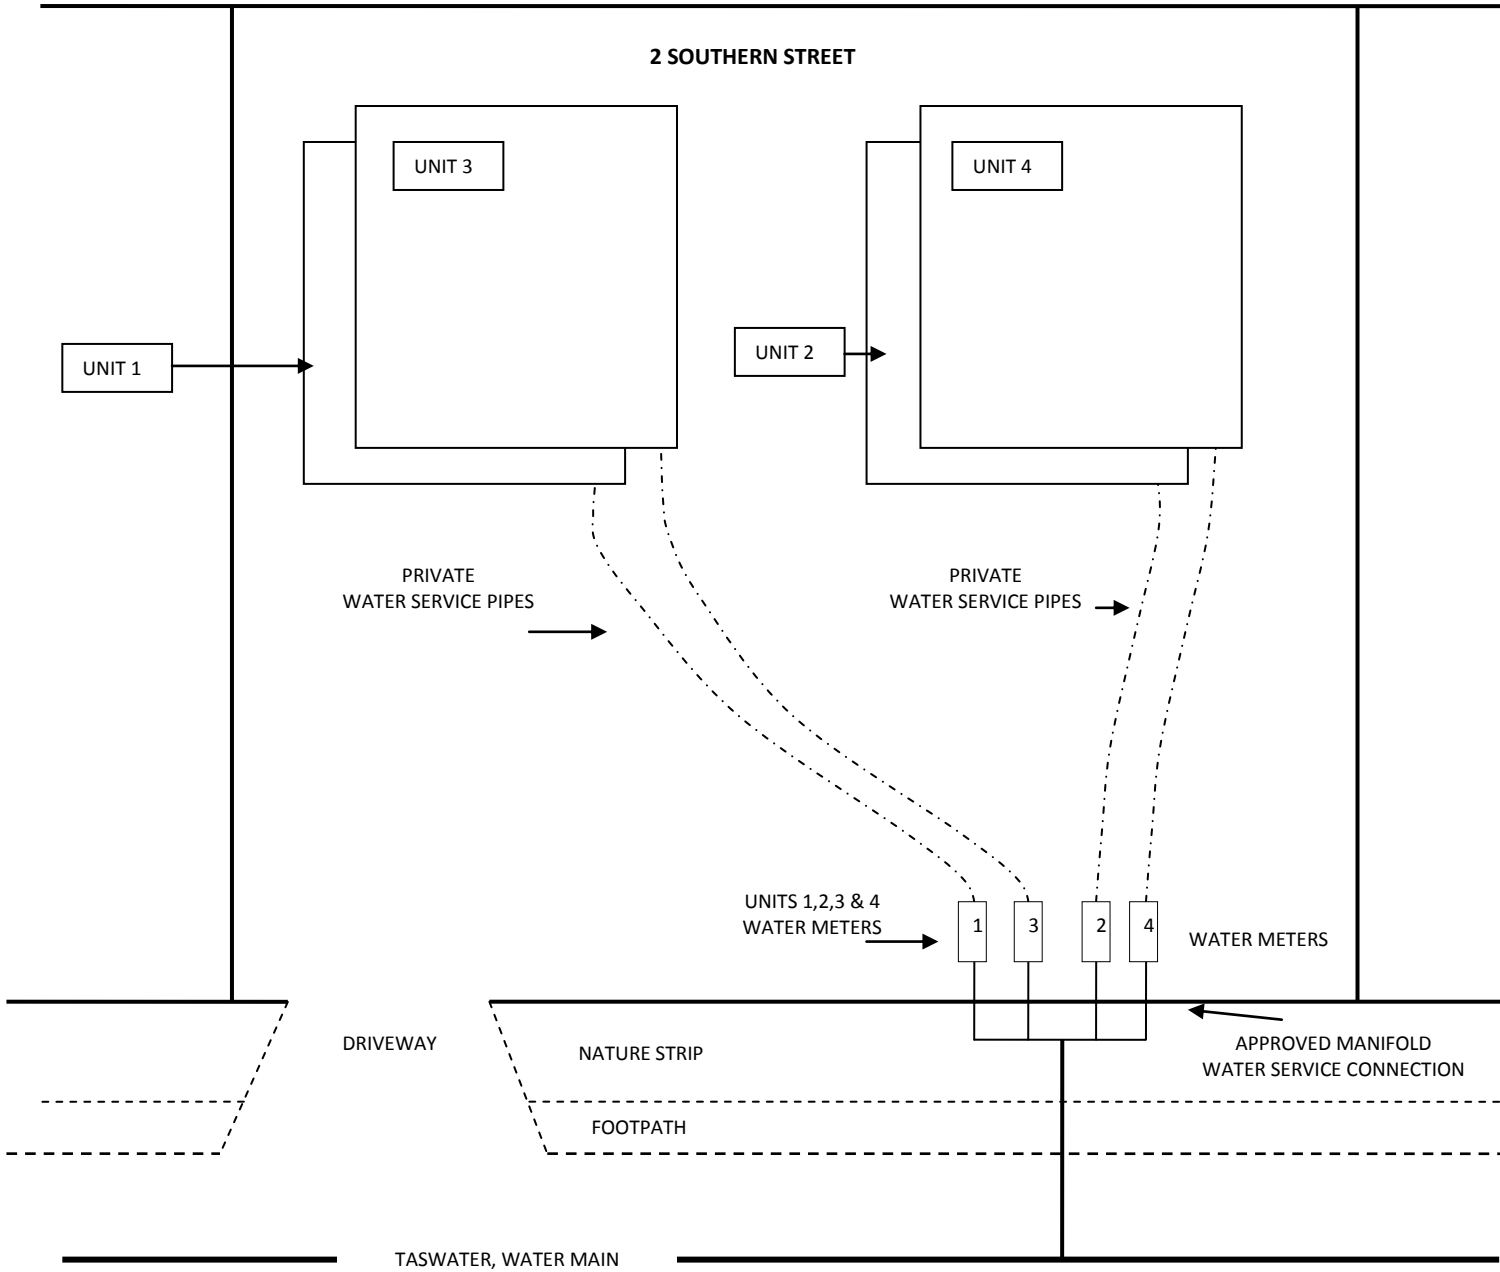 2 SOUTHERN STREET
UNIT 3
UNIT 4
UNIT 1
UNIT 2
PRIVATE
WATER SERVICE PIPES
PRIVATE
WATER SERVICE PIPES
UNITS 1,2,3 & 4
WATER METERS
1
3
2
4
WATER METERS
DRIVEWAY
NATURE STRIP
APPROVED MANIFOLD
WATER SERVICE CONNECTION
FOOTPATH
TASWATER, WATER MAIN